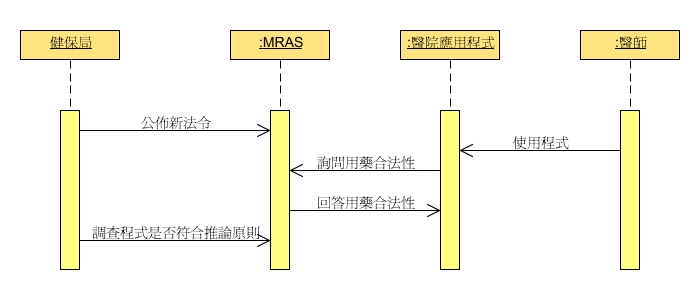 健保局
:MRAS
:醫院應用程式
:醫師
公佈新法令
使用程式
詢問用藥合法性
回答用藥合法性
調查程式是否符合推論原則